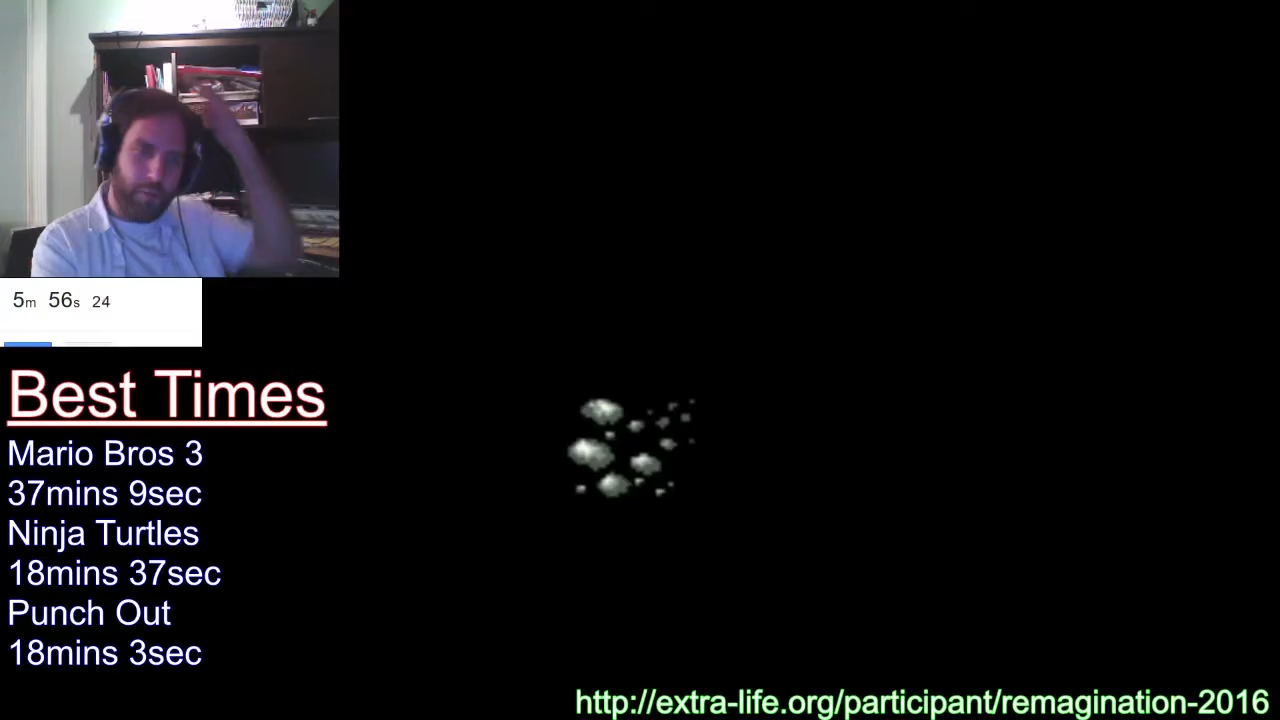 5m 56s 24
Best Times
Mario Bros 3
37mins 9sec
Ninja Turtles
18mins 37sec
Punch Out
18mins 3sec
http://extra-life.org/participant/remagination-2016